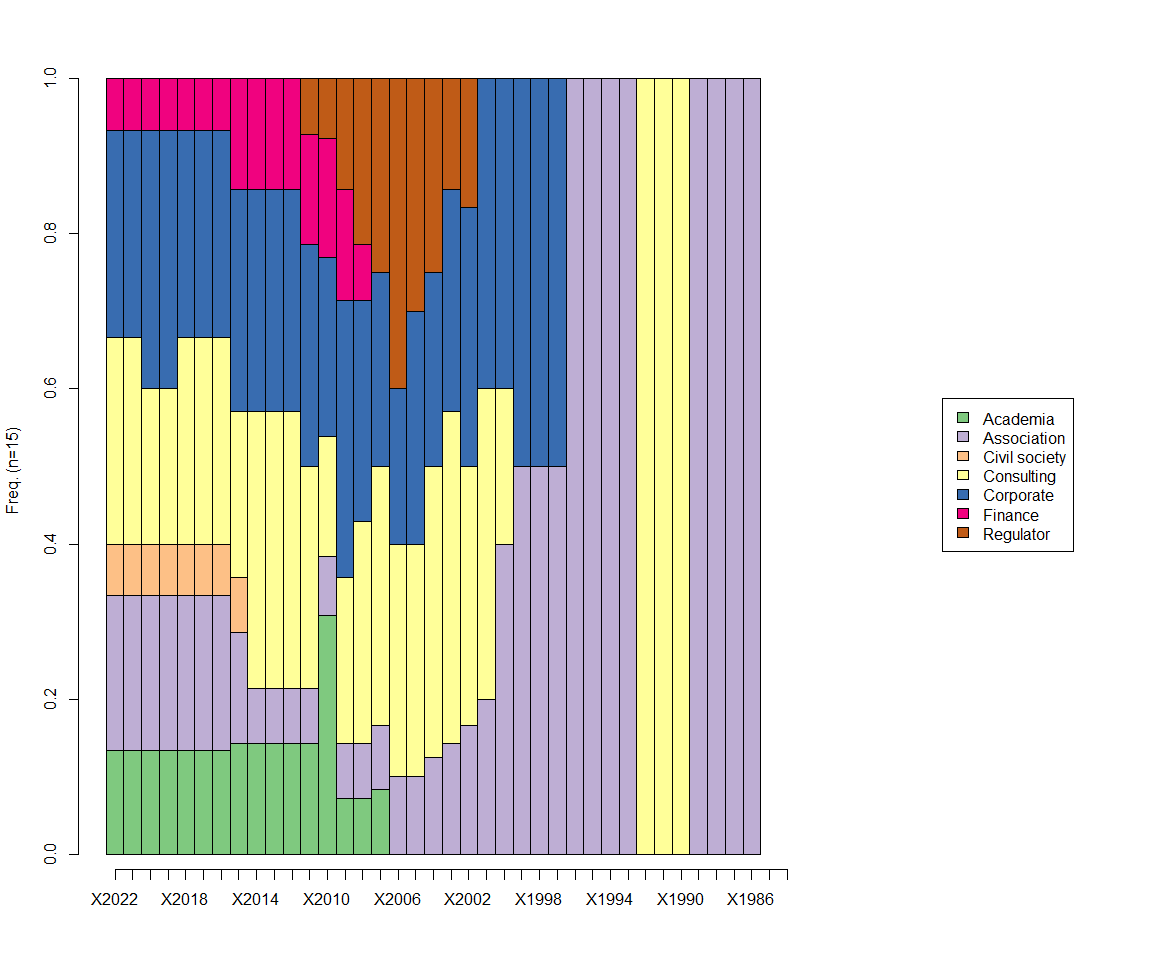 1.0
0.8
0.6
0.4
0.2
0.0
Freq. (n=15)
X2022 X2018 X2014 X2010 X2006 X2002 X1998 X1994 X1990 X1986
Academia
Association
Civil society
Consulting
Corporate
Finance
Regulator